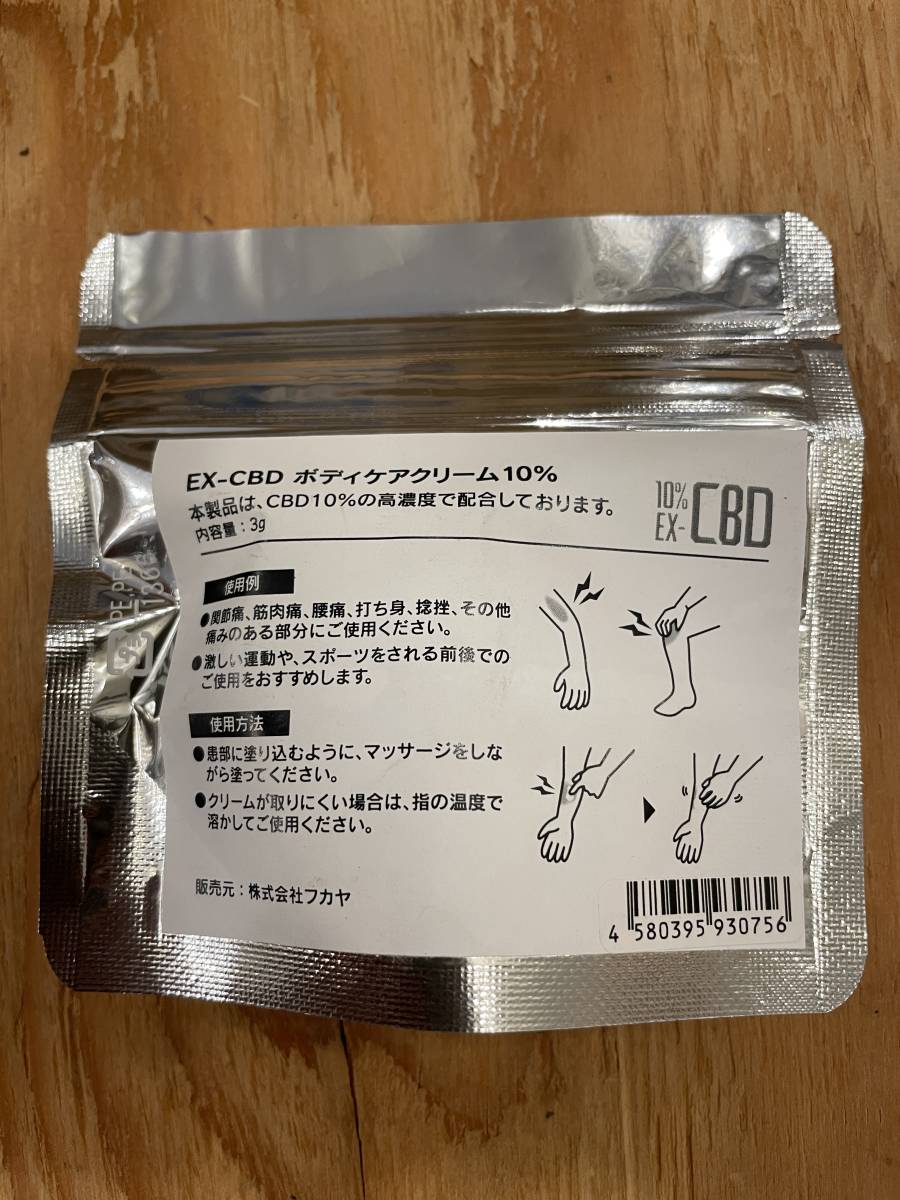 EX-CBD ボディケアクリーム10%
本製品は、CBD10%の高濃度で配合しております。
内容量：3g
10%
EX-CBD
使用例
●関節痛、筋肉痛、腰痛、打ち身、捻挫、その他
痛みのある部分にご使用ください。
●激しい運動や、スポーツをされる前後での
ご使用をおすすめします。
使用方法
●患部に塗り込むように、マッサージをしな
がら塗ってください。
●クリームが取りにくい場合は、指の温度で
溶かしてご使用ください。
販売元：株式会社フカヤ
4 580395 930756